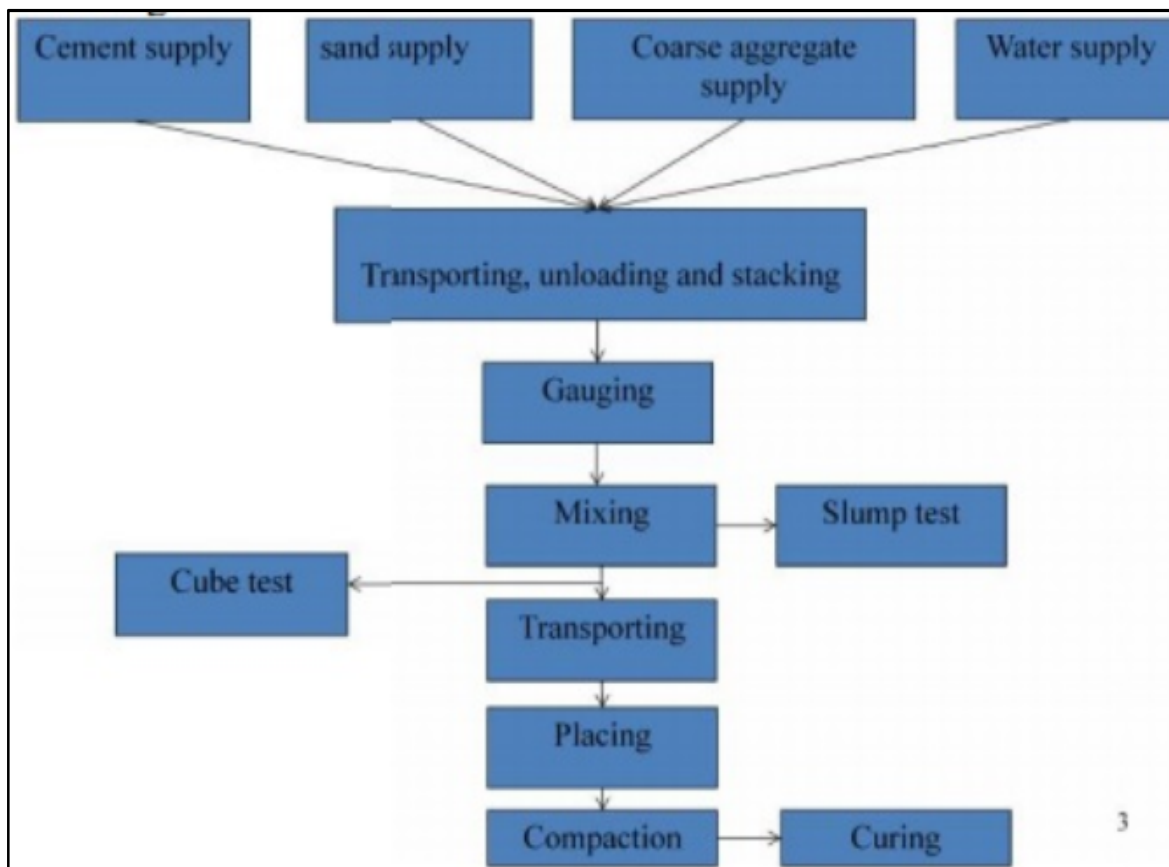 Cement supply
sand supply
Coarse aggregate
supply
Water supply
Transporting, unloading and stacking
Gauging
Mixing
Slump test
Cube test
Transporting
Placing
Compaction
Curing
3